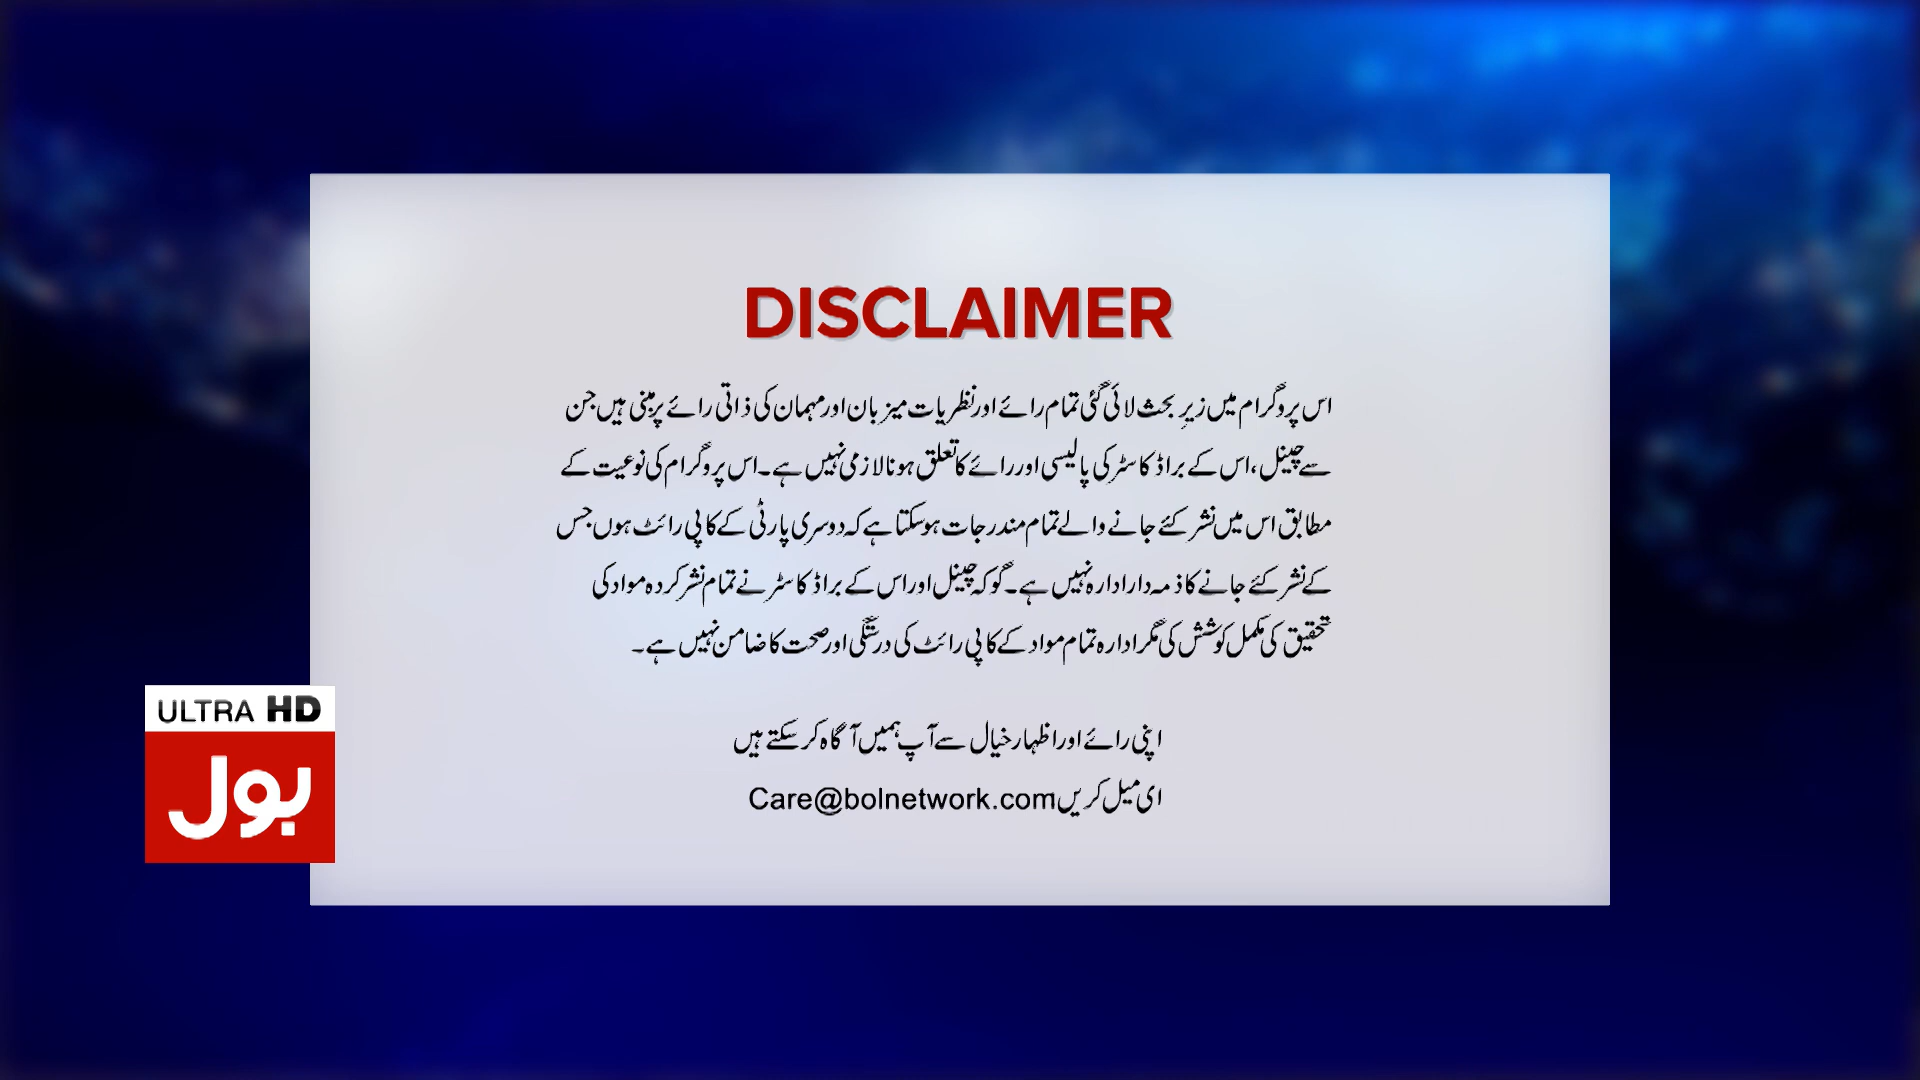 DISCLAIMER
اس پروگرام میں زیرِ بحث لائی گئی تمام رائے اور نظریات میزبان اور مہمان کی ذاتی رائے پر مبنی ہیں جن
سے چینل، اس کے براڈ کاسٹر کی پالیسی اور رائے کا تعلق ہونا لازمی نہیں ہے۔ اس پروگرام کی نوعیت کے
مطابق اس میں نشر کئے جانے والے تمام مندرجات ہوسکتا ہے کہ دوسری پارٹی کے کاپی رائٹ ہوں جس
کے نشر کئے جانے کا ذمہ دار ادارہ نہیں ہے۔ گو کہ چینل اور اس کے براڈ کاسٹر نے تمام نشر کردہ مواد کی
تحقیق کی مکمل کوشش کی مگر ادارہ تمام مواد کے کاپی رائٹ کی درستگی اور صحت کا ضامن نہیں ہے۔
اپنی رائے اور اظہار خیال سے آپ ہمیں آگاہ کرسکتے ہیں
ای میل کریں Care@bolnetwork.com
ULTRA HD
بول